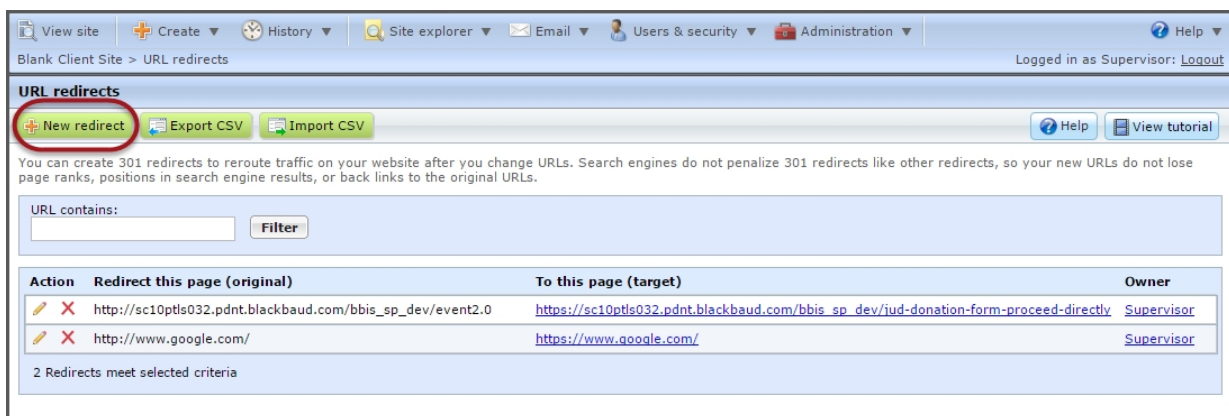 View site Create ▼ History ▼ Site explorer ▼ Email ▼ Users & security ▼ Administration ▼ Help ▼
Blank Client Site > URL redirects Logged in as Supervisor: Logout
URL redirects
New redirect Export CSV Import CSV Help View tutorial
You can create 301 redirects to reroute traffic on your website after you change URLs. Search engines do not penalize 301 redirects like other redirects, so your new URLs do not lose
page ranks, positions in search engine results, or back links to the original URLs.
URL contains:
Filter
Action Redirect this page (original) To this page (target) Owner
http://sc10ptls032.pdnt.blackbaud.com/bbis_sp_dev/event2.0 https://sc10ptls032.pdnt.blackbaud.com/bbis_sp_dev/jud-donation-form-proceed-directly Supervisor
http://www.google.com/ https://www.google.com/ Supervisor
2 Redirects meet selected criteria